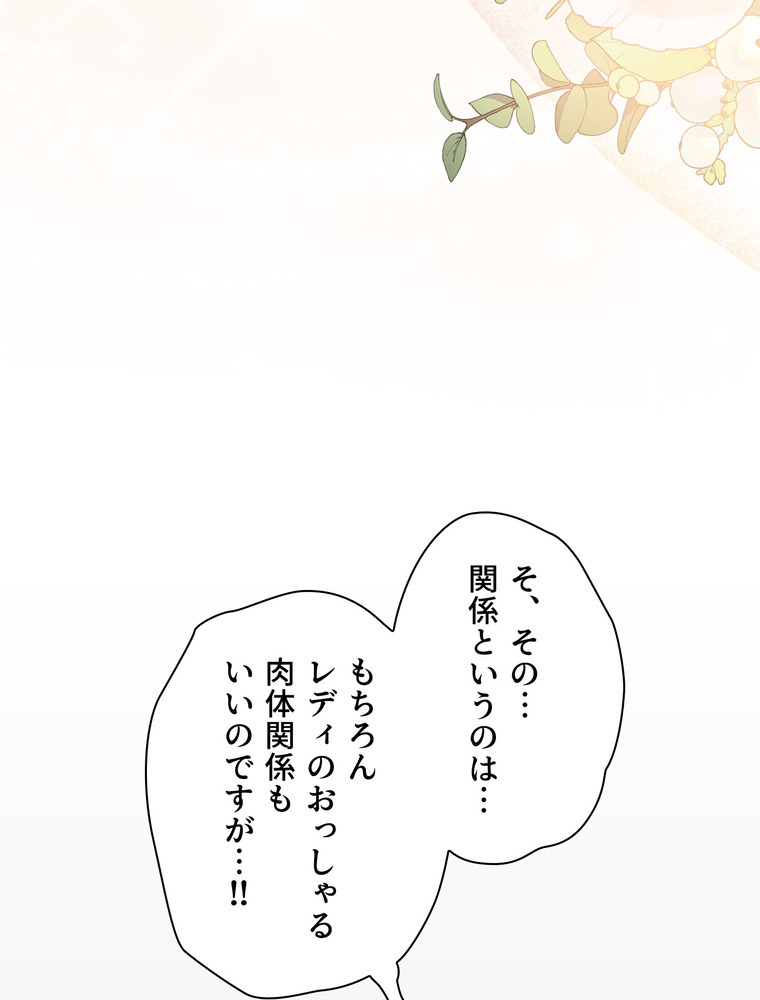 そ、その…
関係というのは…
もちろん
レディのおっしゃる
肉体関係も
いいのですが…!!